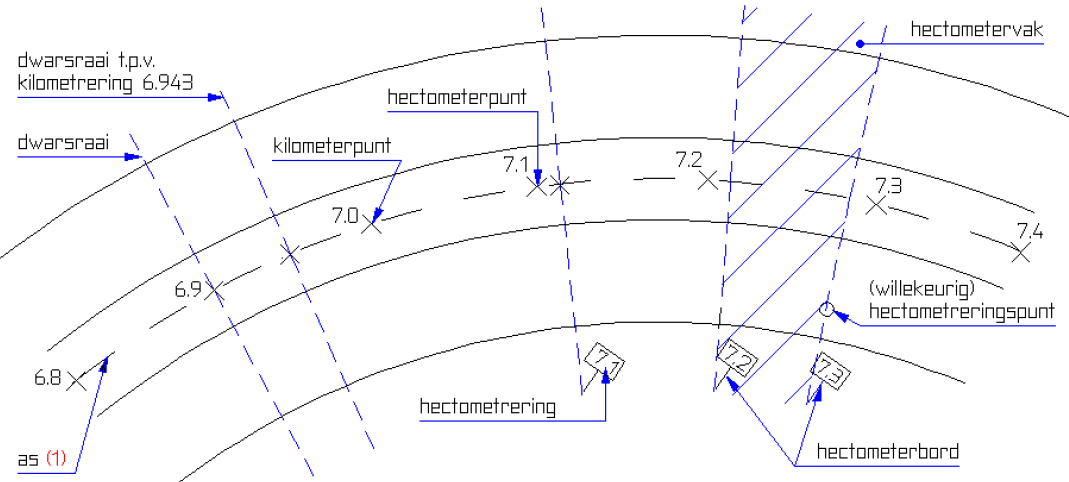 hectometervak
dwarsraai t.p.v.
kilometrering 6.943
hectometerpunt
dwarsraai
kilometerpunt
7.1
7.2
7.3
7.0
7.4
6.9
(willekeurig)
hectometreringspunt
6.8
7.1
7.2
7.3
hectometrering
as (1)
hectometerbord